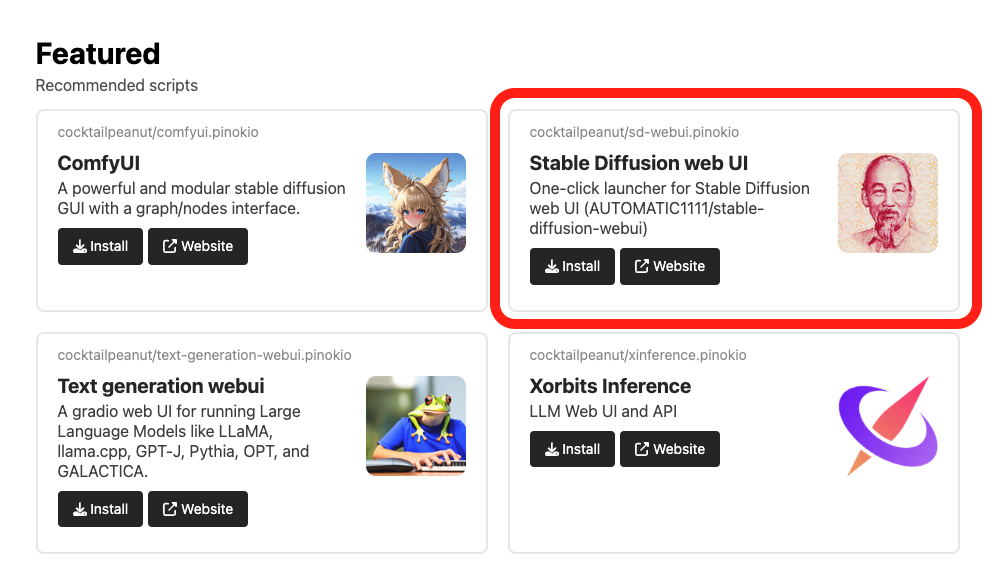 Featured
Recommended scripts
cocktailpeanut/comfyui.pinokio
ComfyUI
A powerful and modular stable diffusion
GUI with a graph/nodes interface.
Install
Website
cocktailpeanut/sd-webui.pinokio
Stable Diffusion web UI
One-click launcher for Stable Diffusion
web UI (AUTOMATIC1111/stable-
diffusion-webui)
Install
Website
cocktailpeanut/text-generation-webui.pinokio
Text generation webui
A gradio web UI for running Large
Language Models like LLaMA,
llama.cpp, GPT-J, Pythia, OPT, and
GALACTICA.
Install
Website
cocktailpeanut/xinference.pinokio
Xorbits Inference
LLM Web UI and API
Install
Website